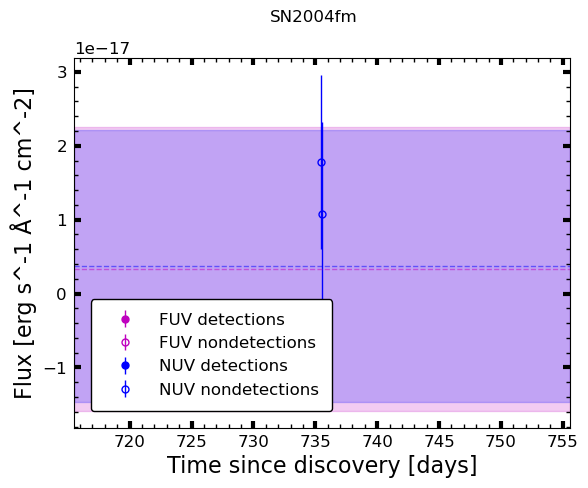 SN2004fm
1e−17
3
2
1
0
−1
Flux [erg s^-1 Å^-1 cm^-2]
FUV detections
FUV nondetections
NUV detections
NUV nondetections
720 725 730 735 740 745 750 755
Time since discovery [days]